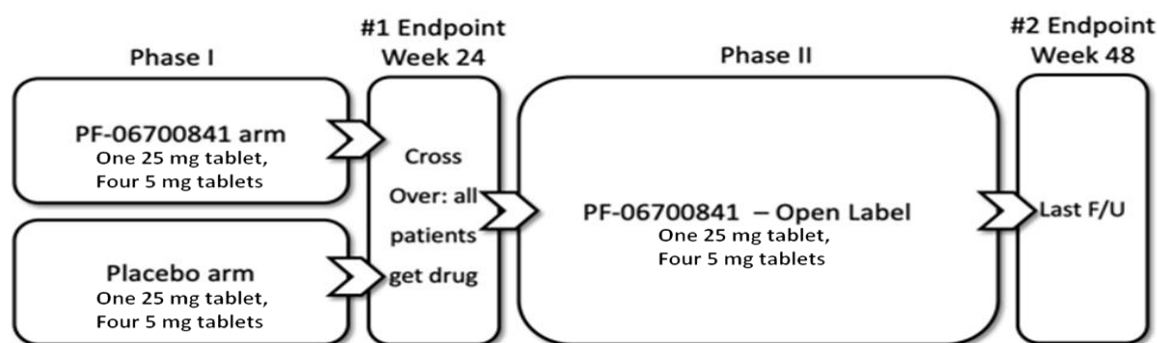 Phase I
PF-06700841 arm
One 25 mg tablet,
Four 5 mg tablets
Placebo arm
One 25 mg tablet,
Four 5 mg tablets
#1 Endpoint
Week 24
Cross
Over: all
patients
get drug
Phase II
PF-06700841 – Open Label
One 25 mg tablet,
Four 5 mg tablets
#2 Endpoint
Week 48
Last F/U